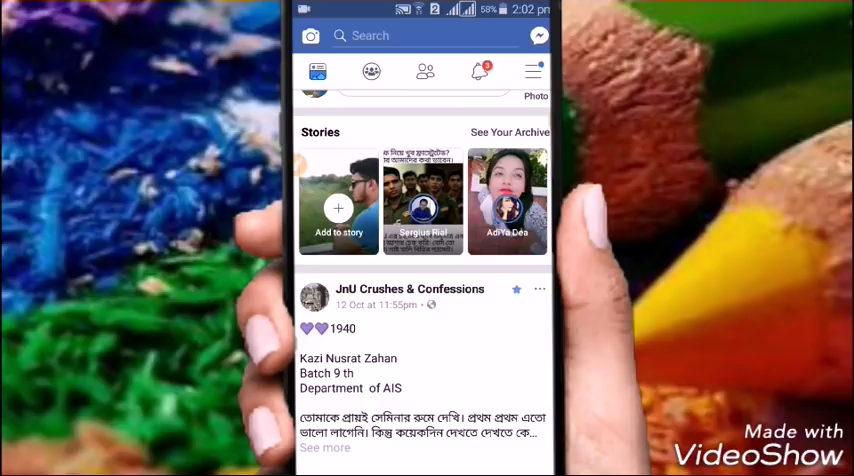 58% 2:02 pm
Search
3
Photo
Stories
See Your Archive
Add to story
Sergius Rial
AdiYa Dea
JnU Crushes & Confessions
12 Oct at 11:55pm
💜💜1940
Kazi Nusrat Zahan
Batch 9 th
Department of AIS
তোমাকে প্রায়ই সেমিনার রুমে দেখি। প্রথম প্রথম এতো
ভালো লাগেনি। কিন্তু কয়েকদিন দেখতে দেখতে কে...
See more
Made with
VideoShow